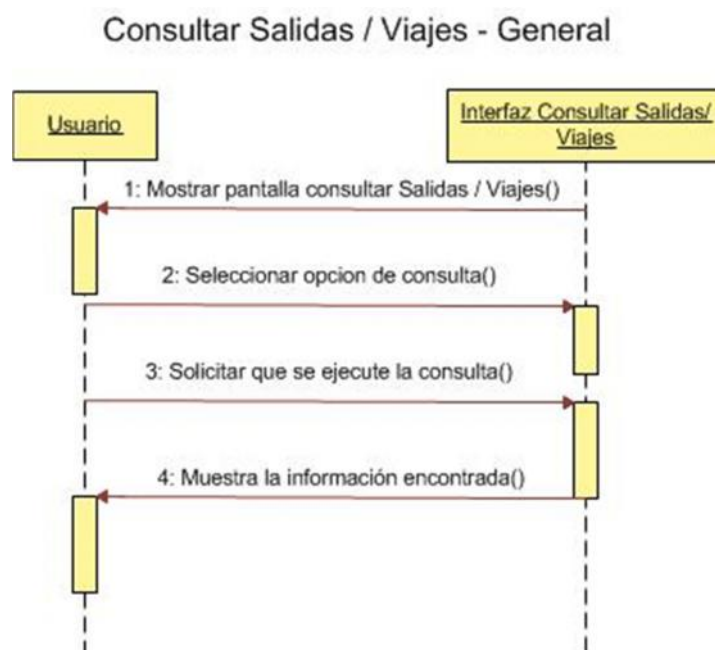 Consultar Salidas / Viajes - General
Usuario
Interfaz Consultar Salidas/
Viajes
1: Mostrar pantalla consultar Salidas / Viajes()
2: Seleccionar opcion de consulta()
3: Solicitar que se ejecute la consulta()
4: Muestra la información encontrada()